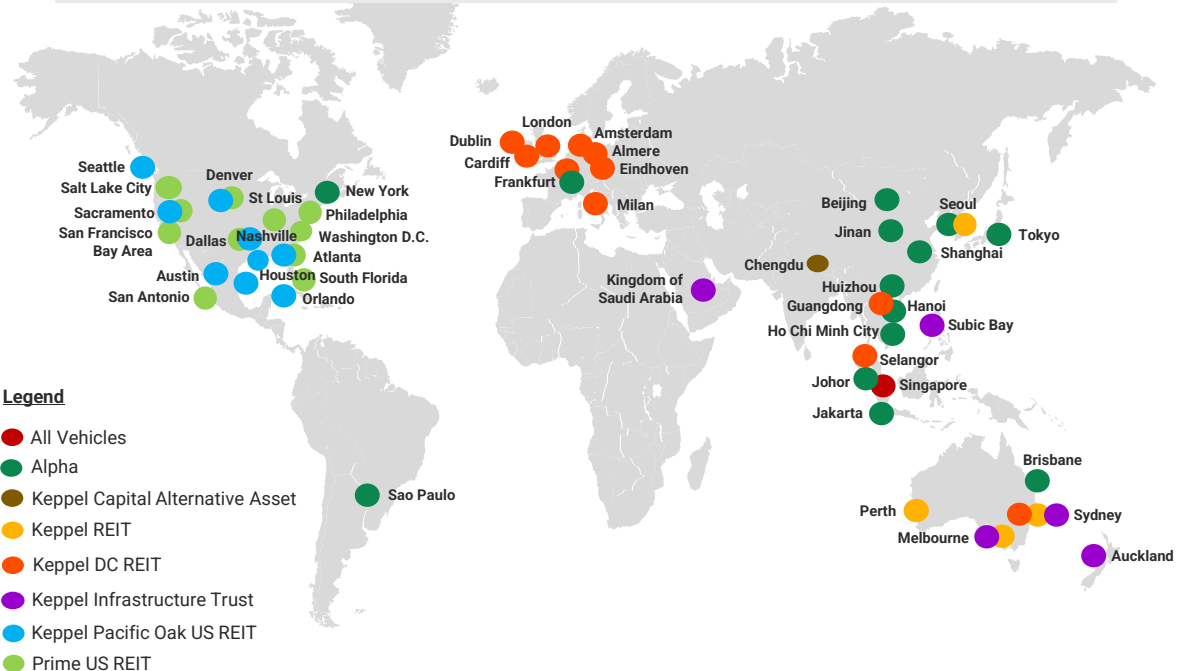 London
Dublin
Amsterdam
Almere
Cardiff
Eindhoven
Frankfurt
Milan
Seattle
Denver
Salt Lake City
St Louis
New York
Sacramento
Philadelphia
San Francisco
Bay Area
Dallas
Nashville
Washington D.C.
Atlanta
Austin
Houston
South Florida
San Antonio
Orlando
Kingdom of
Saudi Arabia
Beijing
Seoul
Jinan
Tokyo
Shanghai
Chengdu
Huizhou
Guangdong
Hanoi
Ho Chi Minh City
Subic Bay
Selangor
Johor
Singapore
Jakarta
Sao Paulo
Brisbane
Perth
Sydney
Melbourne
Auckland
Legend
All Vehicles
Alpha
Keppel Capital Alternative Asset
Keppel REIT
Keppel DC REIT
Keppel Infrastructure Trust
Keppel Pacific Oak US REIT
Prime US REIT